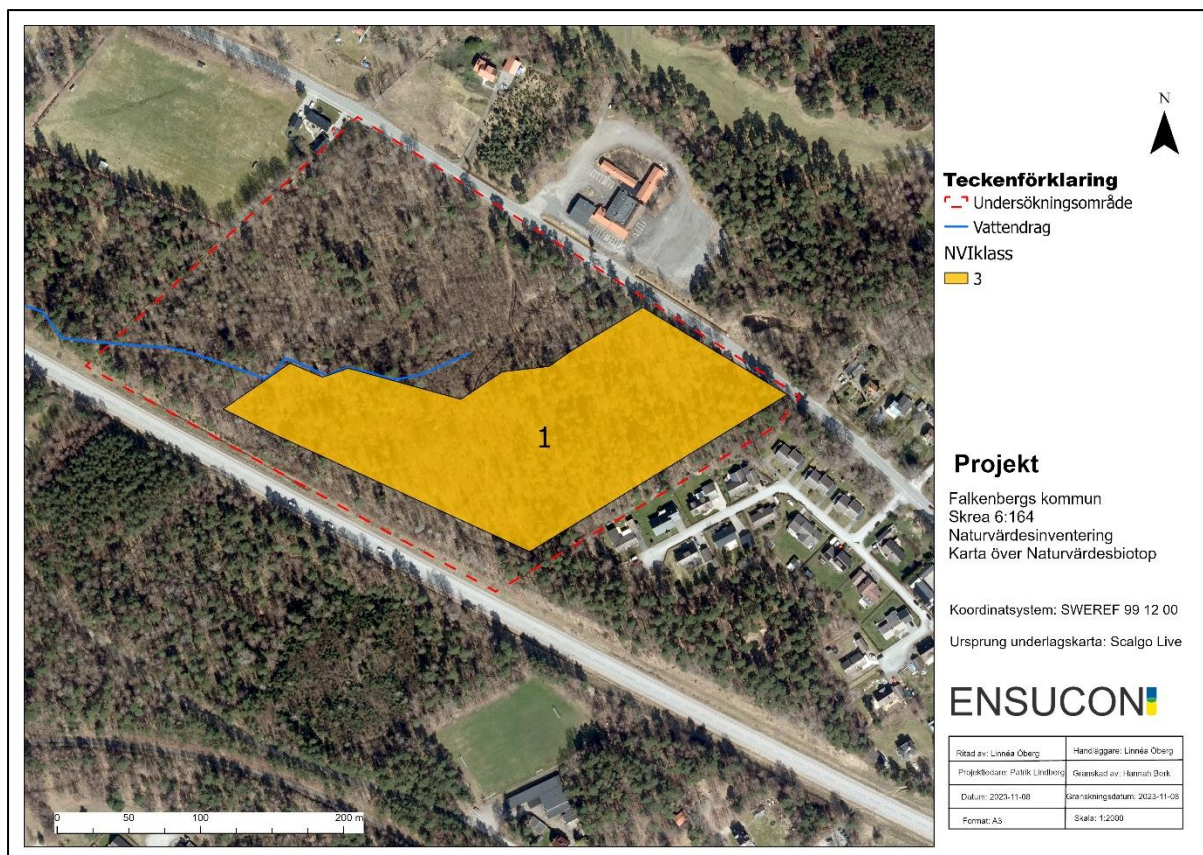 N
Teckenförklaring
Undersökningsområde
Vattendrag
NVIklass
3
1
Projekt
Falkenbergs kommun
Skrea 6:164
Naturvärdesinventering
Karta över Naturvärdesbiotop
Koordinatsystem: SWEREF 99 12 00
Ursprung underlagskarta: Scalgo Live
ENSUCON
Ritad av: Linnéa Öberg
Handläggare: Linnéa Öberg
Projektledare: Patrik Lindberg
Granskad av: Hannah Berk
Datum: 2023-11-08
Granskningsdatum: 2023-11-08
Format: A3
Skala: 1:2000
0 50 100 200 m